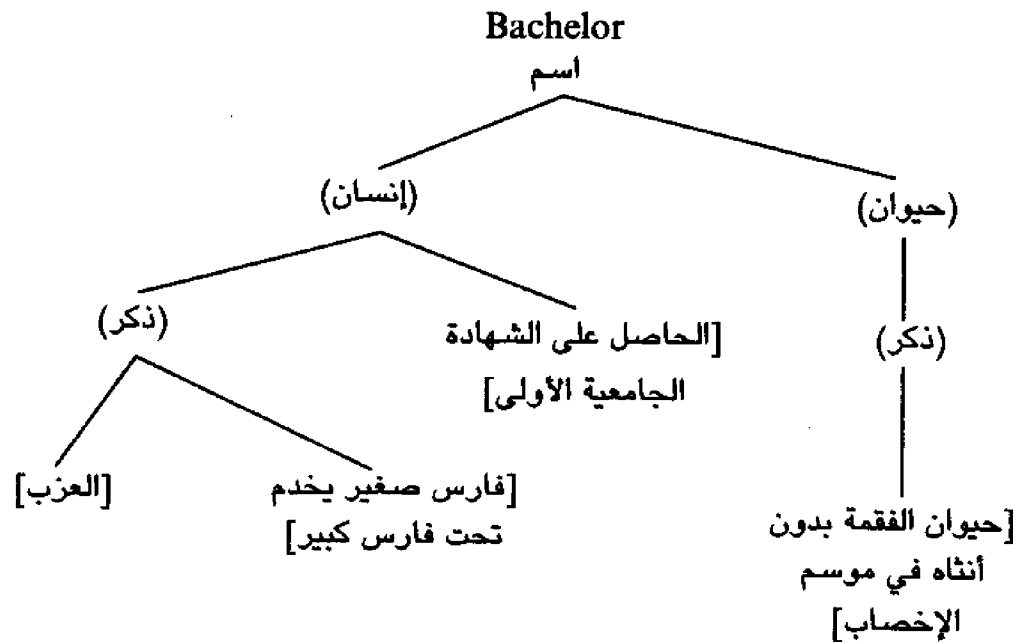 Bachelor
اسم
(إنسان)
(حيوان)
(ذكر)
[الحاصل على الشهادة
الجامعية الأولى]
(ذكر)
[العزب]
[فارس صغير يخدم
تحت فارس كبير]
[حيوان الفقمة بدون
أنثاه في موسم
الإخصاب]